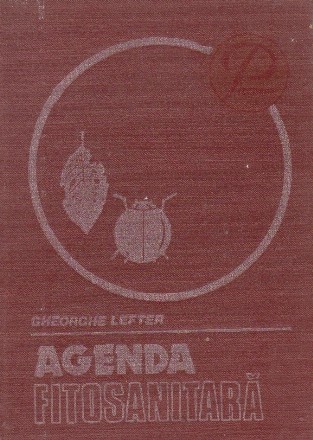 GHEORGHE LEFTER
AGENDA
FITOSANITARĂ